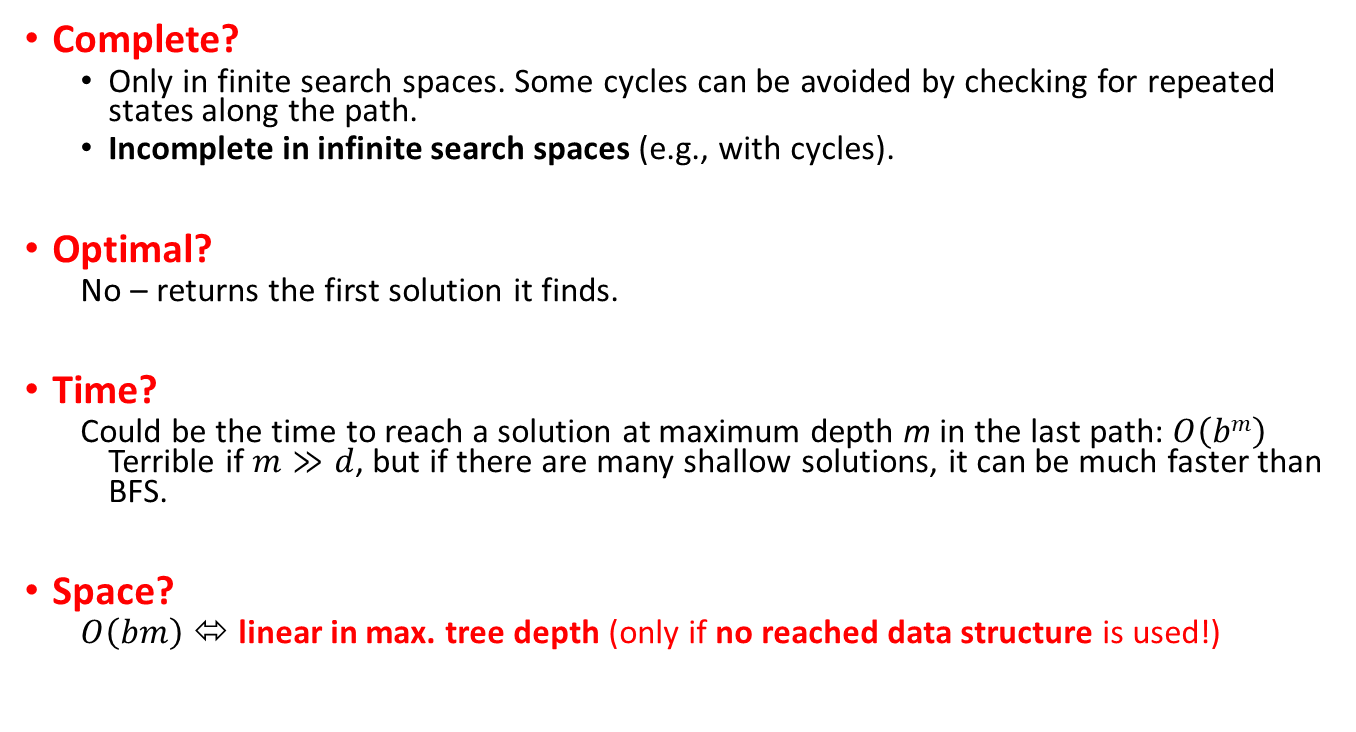 • Complete?
• Only in finite search spaces. Some cycles can be avoided by checking for repeated
states along the path.
• Incomplete in infinite search spaces (e.g., with cycles).
• Optimal?
No – returns the first solution it finds.
• Time?
Could be the time to reach a solution at maximum depth m in the last path: 𝑂(𝑏ᵐ)
Terrible if 𝑚 ≫ 𝑑, but if there are many shallow solutions, it can be much faster than
BFS.
• Space?
𝑂(𝑏𝑚) ⬄ linear in max. tree depth (only if no reached data structure is used!)